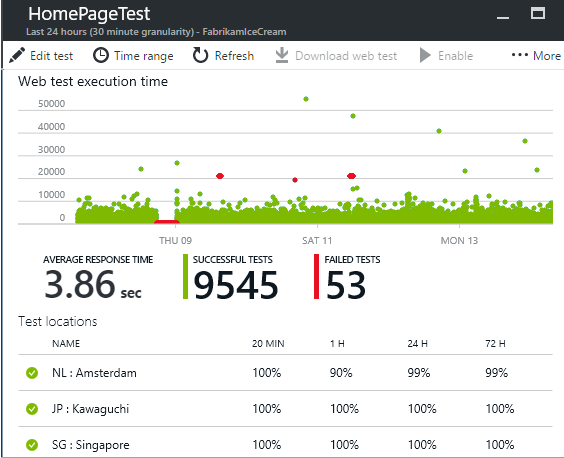 HomePageTest
Last 24 hours (30 minute granularity) - FabrikamIceCream
Edit test Time range Refresh Download web test Enable ••• More
Web test execution time
50000
40000
30000
20000
10000
0
THU 09 SAT 11 MON 13
AVERAGE RESPONSE TIME SUCCESSFUL TESTS FAILED TESTS
3.86 sec 9545 53
Test locations
NAME 20 MIN 1 H 24 H 72 H
NL : Amsterdam 100% 90% 99% 99%
JP : Kawaguchi 100% 100% 100% 100%
SG : Singapore 100% 100% 100% 100%